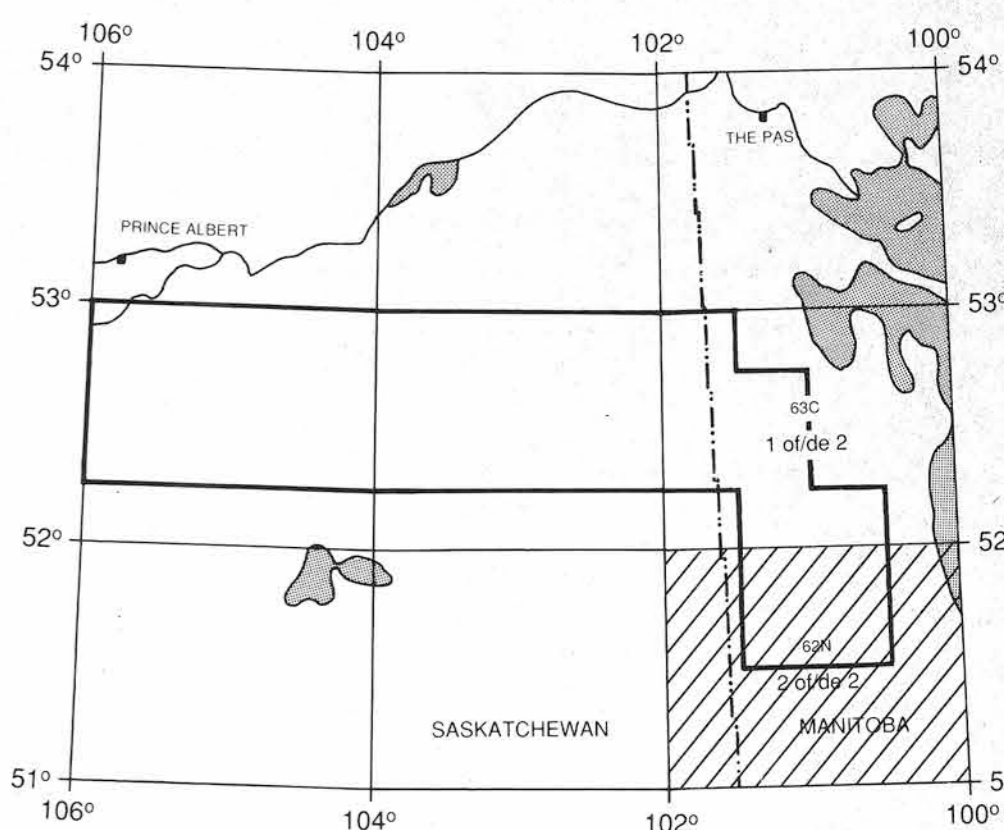 106° 104° 102° 100°
54° 54°
THE PAS
PRINCE ALBERT
53° 53°
63C
1 of/de 2
52° 52
62N
2 of/de 2
SASKATCHEWAN MANITOBA
51° 5
106° 104° 102° 100°